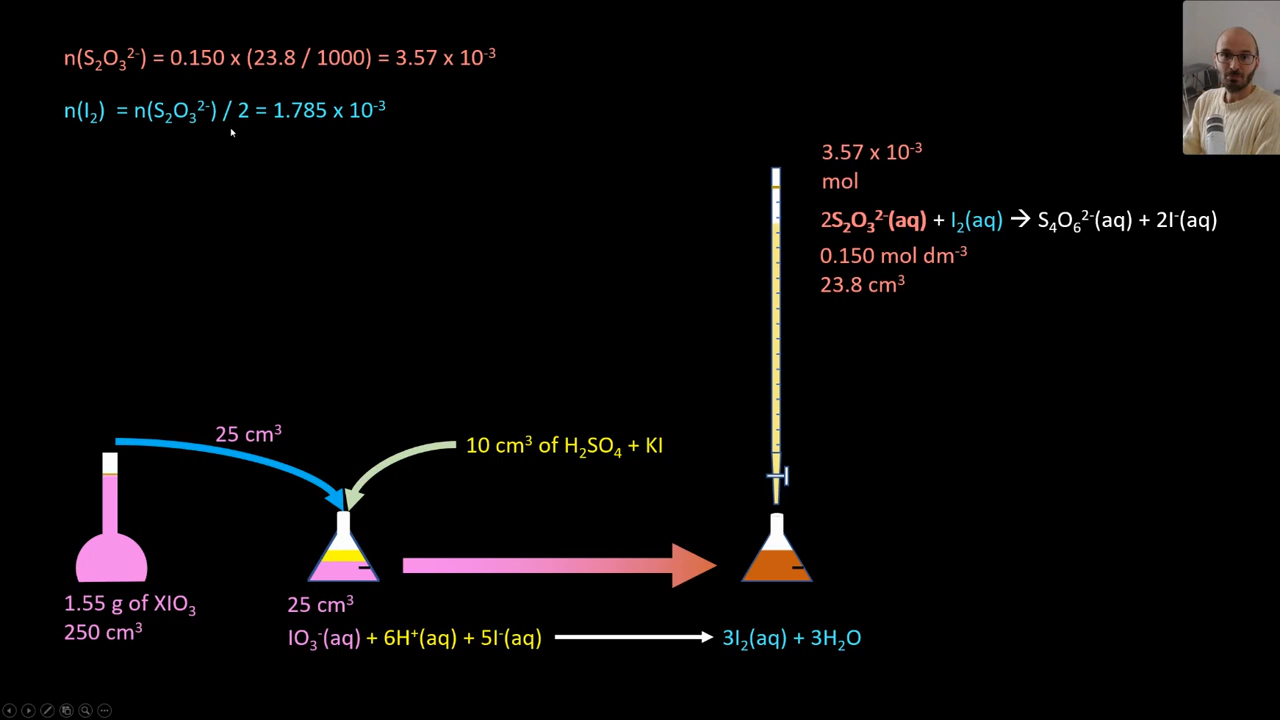 n(S₂O₃²⁻) = 0.150 x (23.8 / 1000) = 3.57 x 10⁻³
n(I₂) = n(S₂O₃²⁻) / 2 = 1.785 x 10⁻³
3.57 x 10⁻³
mol
2S₂O₃²⁻(aq) + I₂(aq) → S₄O₆²⁻(aq) + 2I⁻(aq)
0.150 mol dm⁻³
23.8 cm³
25 cm³
10 cm³ of H₂SO₄ + KI
1.55 g of XIO₃
250 cm³
25 cm³
IO₃⁻(aq) + 6H⁺(aq) + 5I⁻(aq) ⟶ 3I₂(aq) + 3H₂O